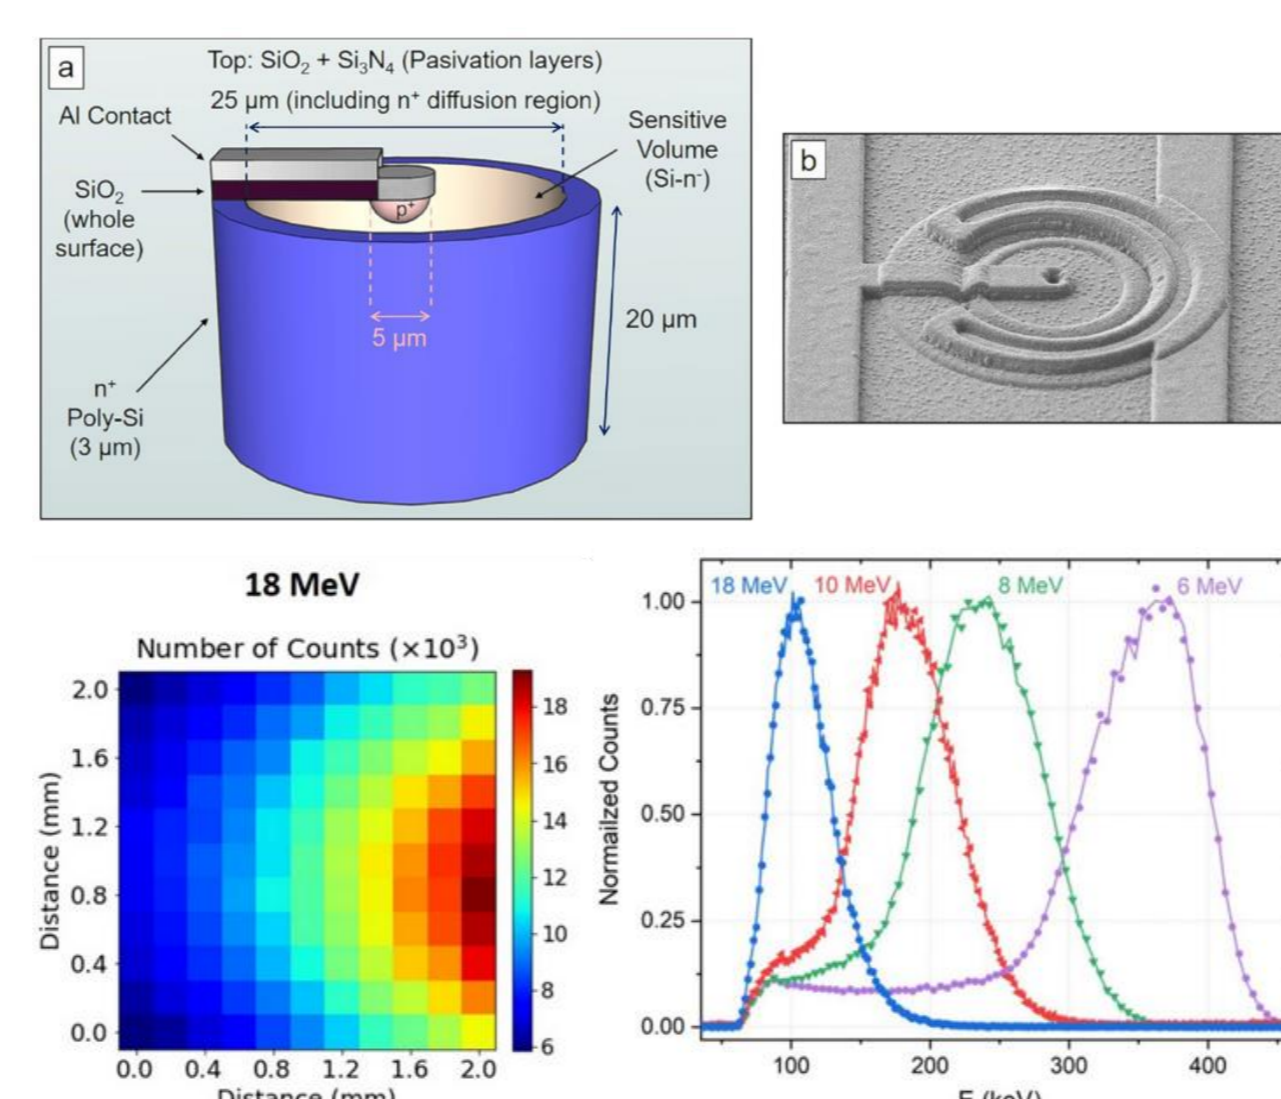 a
Top: SiO₂ + Si₃N₄ (Pasivation layers)
25 µm (including n⁺ diffusion region)
Al Contact
SiO₂
(whole
surface)
n⁺
Poly-Si
(3 µm)
p⁺
5 µm
Sensitive
Volume
(Si-n⁻)
20 µm
b
18 MeV
Number of Counts (×10³)
Distance (mm)
2.0
1.6
1.2
0.8
0.4
0.0
0.0 0.4 0.8 1.2 1.6 2.0
Distance (mm)
18
16
14
12
10
8
6
Normailzed Counts
1.00
0.75
0.50
0.25
0.00
18 MeV 10 MeV 8 MeV 6 MeV
100 200 300 400
E (keV)